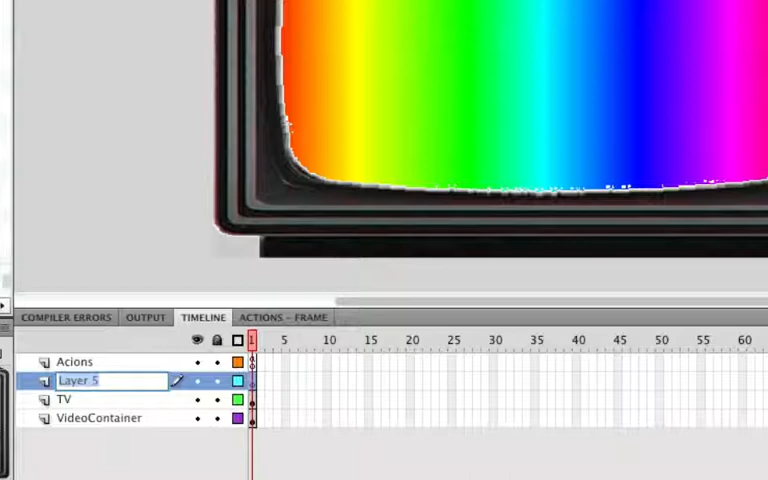 COMPILER ERRORS OUTPUT TIMELINE ACTIONS – FRAME
1 5 10 15 20 25 30 35 40 45 50 55 60
Acions
Layer 5
TV
VideoContainer